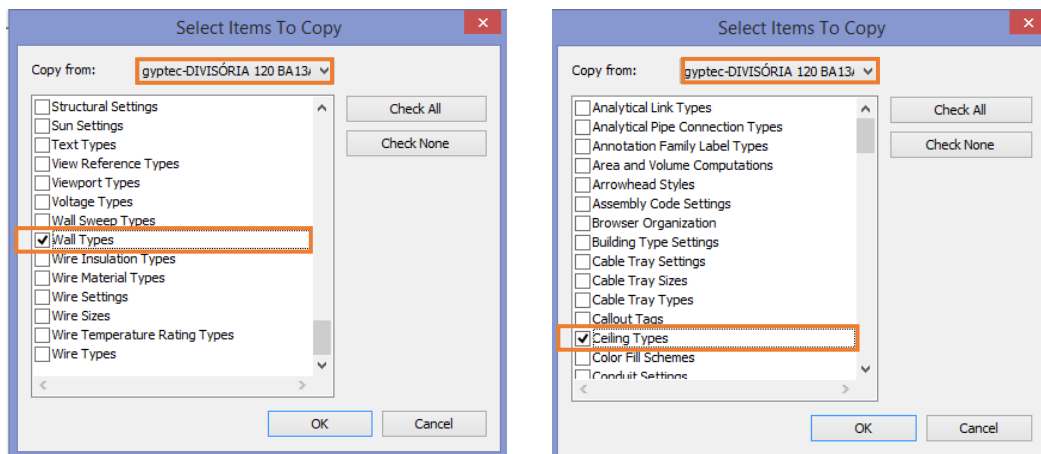 Select Items To Copy
Copy from:
gyptec-DIVISÓRIA 120 BA13/
Structural Settings
Sun Settings
Text Types
View Reference Types
Viewport Types
Voltage Types
Wall Sweep Types
Wall Types
Wire Insulation Types
Wire Material Types
Wire Settings
Wire Sizes
Wire Temperature Rating Types
Wire Types
Check All
Check None
OK
Cancel
Select Items To Copy
Copy from:
gyptec-DIVISÓRIA 120 BA13/
Analytical Link Types
Analytical Pipe Connection Types
Annotation Family Label Types
Area and Volume Computations
Arrowhead Styles
Assembly Code Settings
Browser Organization
Building Type Settings
Cable Tray Settings
Cable Tray Sizes
Cable Tray Types
Callout Tags
Ceiling Types
Color Fill Schemes
Conduit Settings
Check All
Check None
OK
Cancel